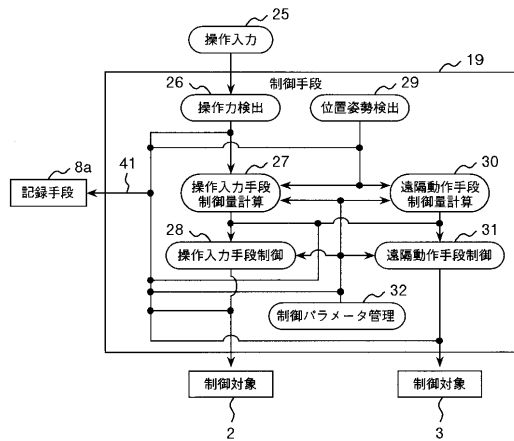 25
操作入力
19
制御手段
26
29
操作力検出
位置姿勢検出
8a
41
27
30
記録手段
操作入力手段
制御量計算
遠隔動作手段
制御量計算
28
31
操作入力手段制御
遠隔動作手段制御
32
制御パラメータ管理
制御対象
制御対象
2
3